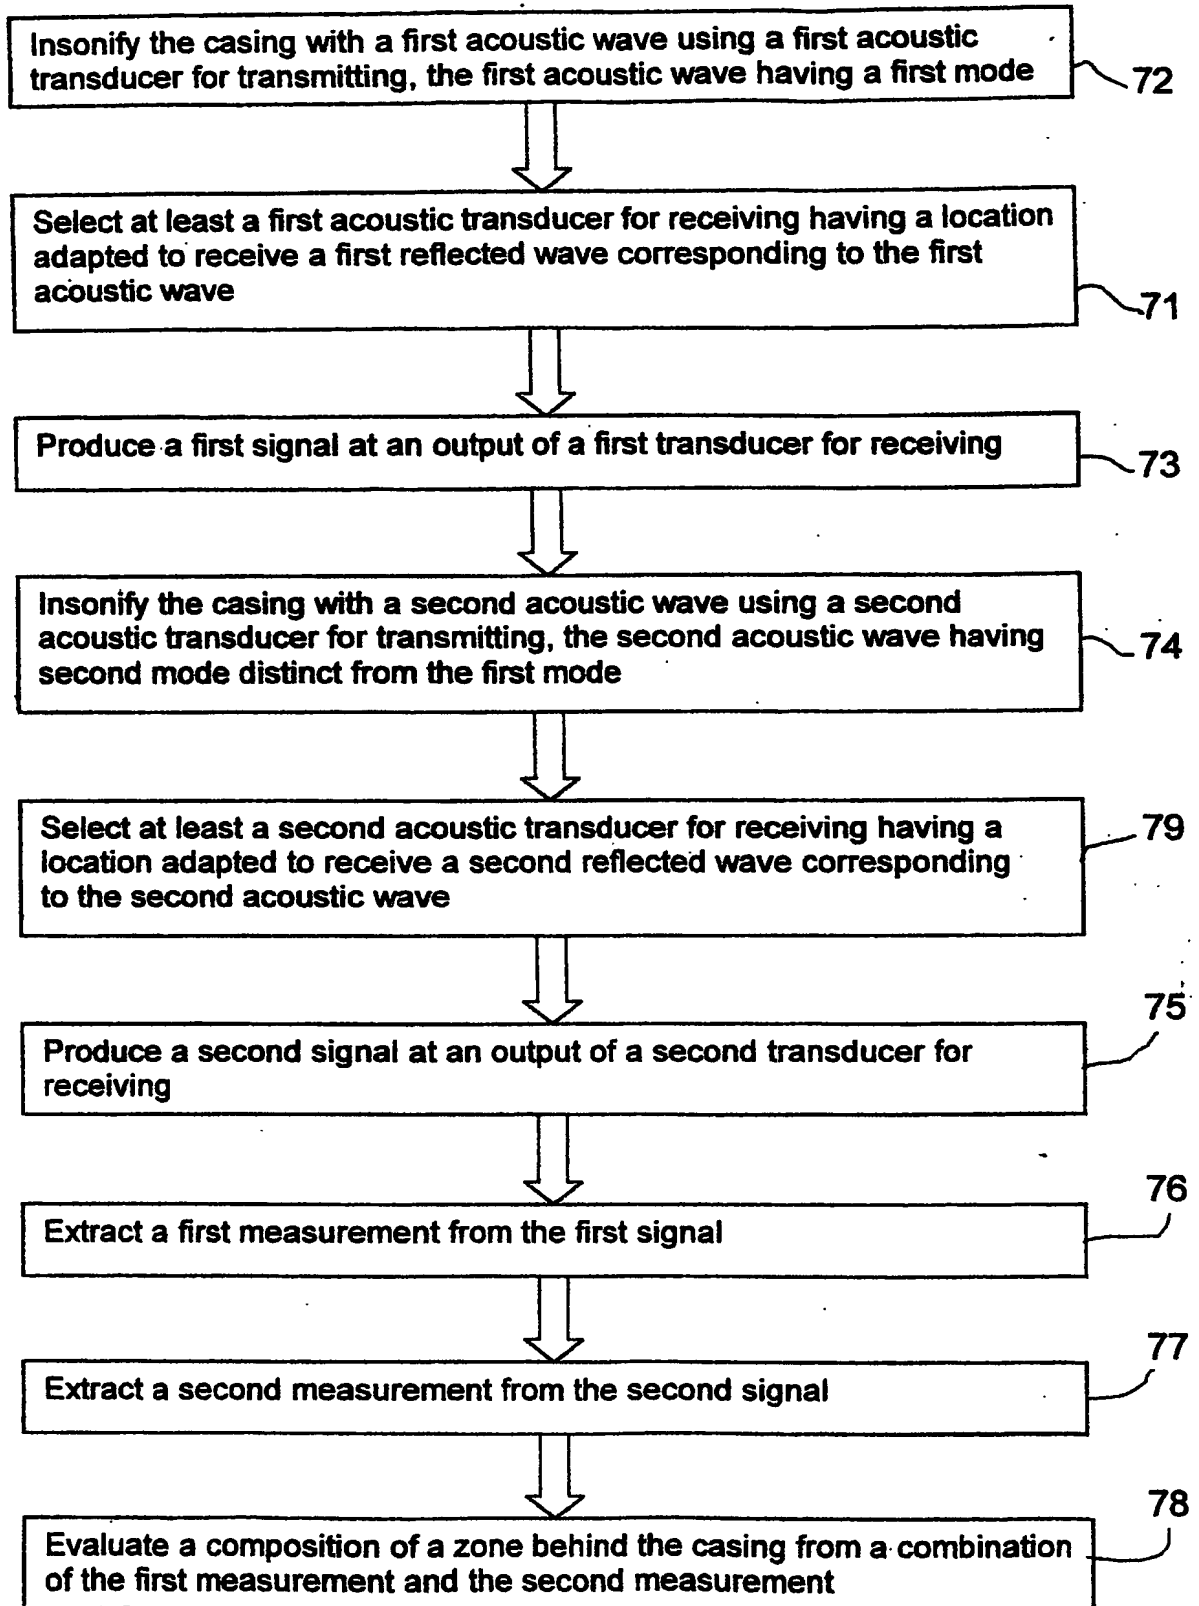 Insonify the casing with a first acoustic wave using a first acoustic
transducer for transmitting, the first acoustic wave having a first mode
72
Select at least a first acoustic transducer for receiving having a location
adapted to receive a first reflected wave corresponding to the first
acoustic wave
71
Produce a first signal at an output of a first transducer for receiving
73
Insonify the casing with a second acoustic wave using a second
acoustic transducer for transmitting, the second acoustic wave having
second mode distinct from the first mode
74
Select at least a second acoustic transducer for receiving having a
location adapted to receive a second reflected wave corresponding
to the second acoustic wave
79
Produce a second signal at an output of a second transducer for
receiving
75
Extract a first measurement from the first signal
76
Extract a second measurement from the second signal
77
Evaluate a composition of a zone behind the casing from a combination
of the first measurement and the second measurement
78